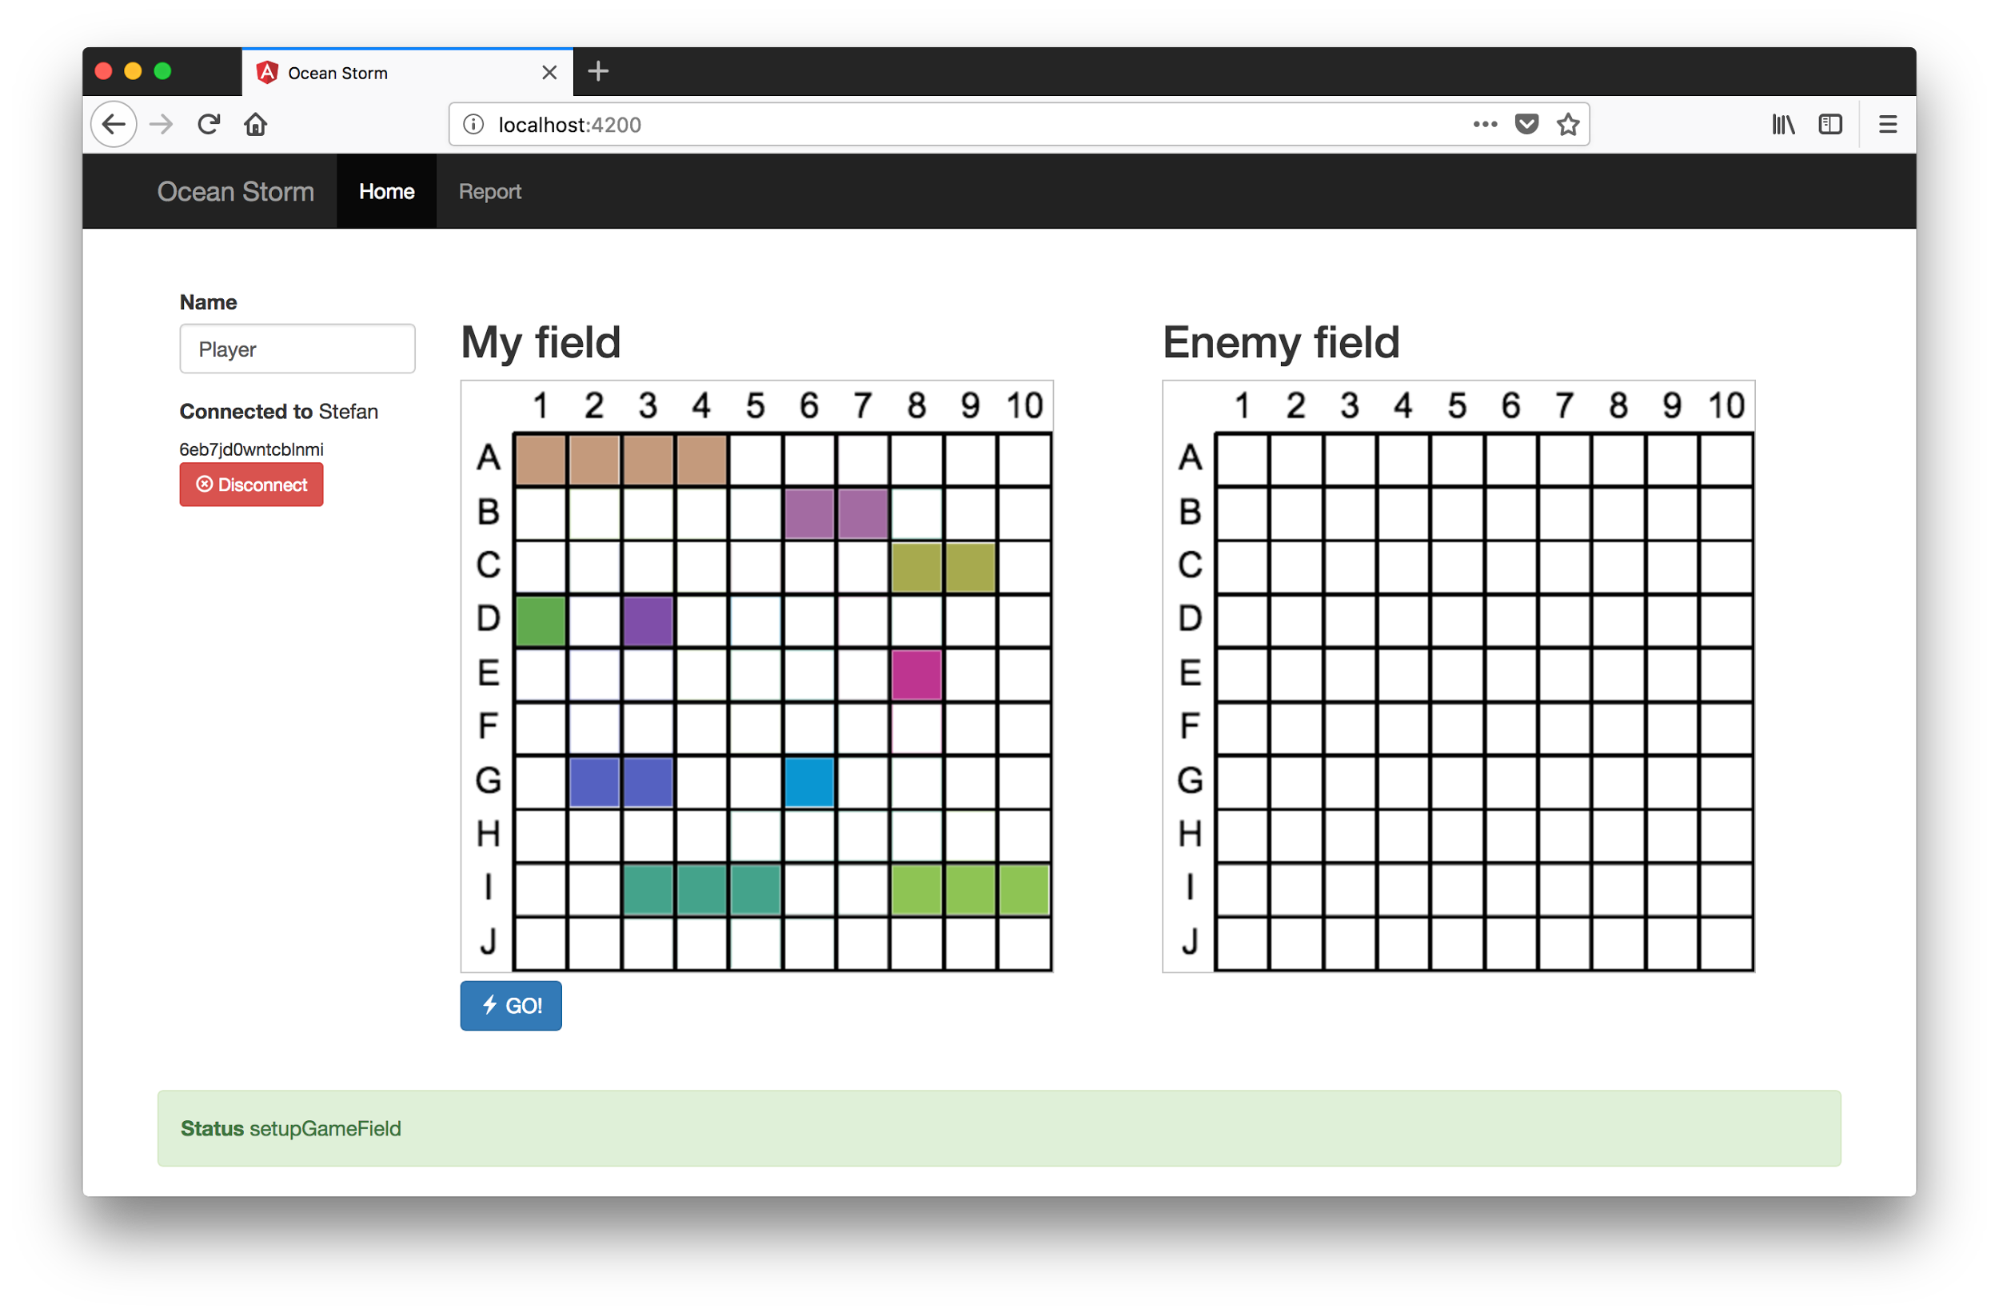 Ocean Storm
localhost:4200
Ocean Storm Home Report
Name
Player
Connected to Stefan
6eb7jd0wntcblnmi
Disconnect
My field
1 2 3 4 5 6 7 8 9 10
A
B
C
D
E
F
G
H
I
J
GO!
Enemy field
1 2 3 4 5 6 7 8 9 10
A
B
C
D
E
F
G
H
I
J
Status setupGameField